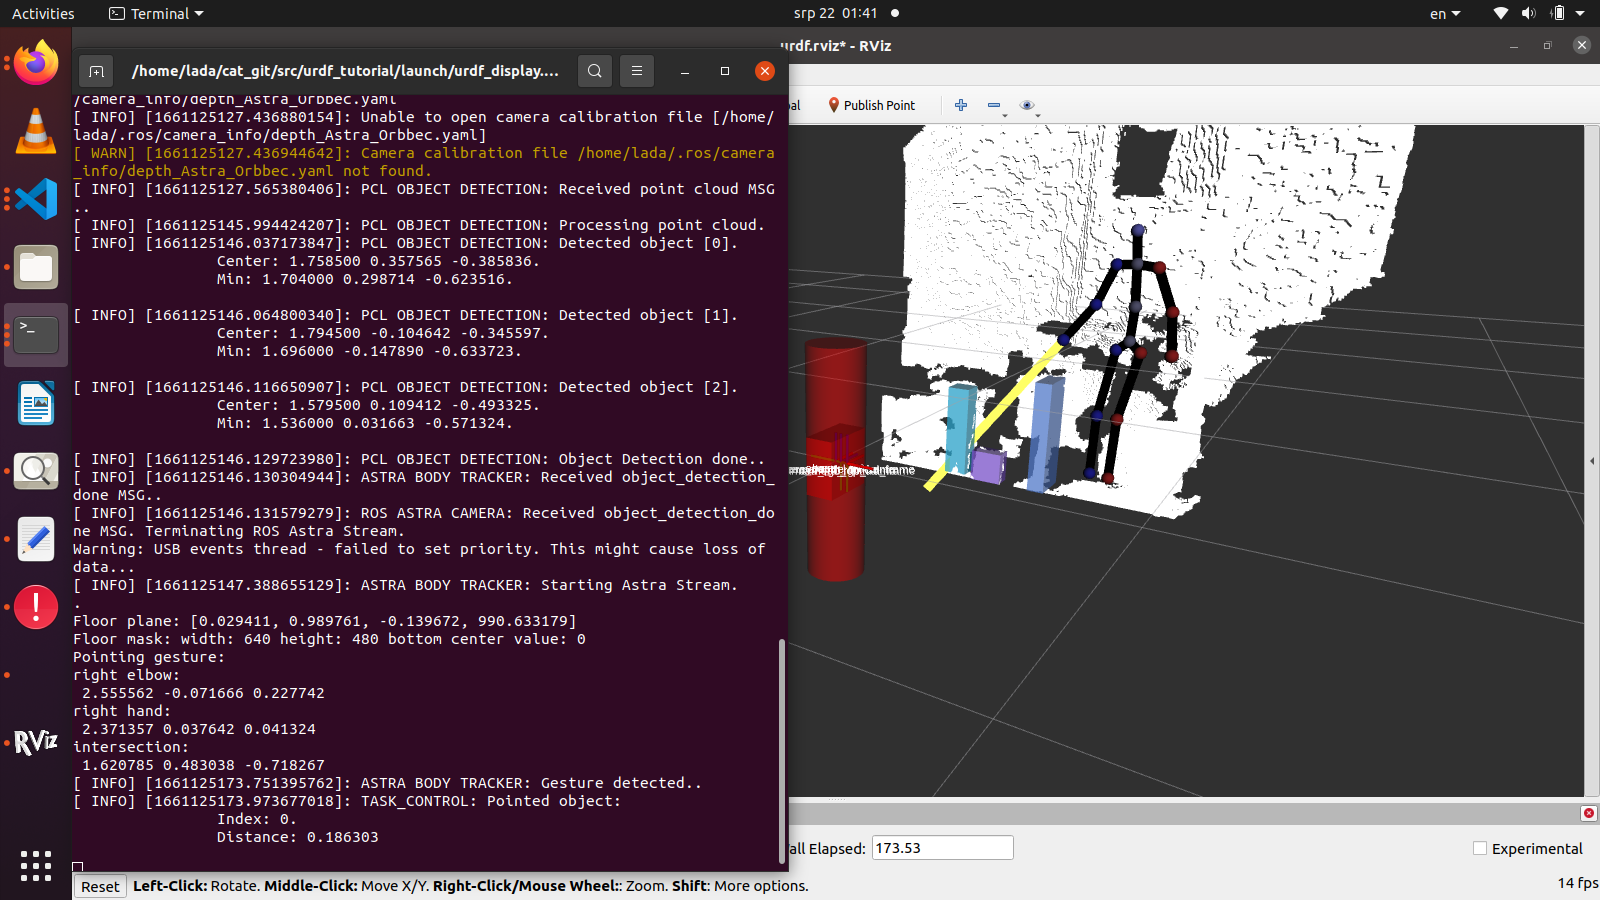 Activities
Terminal
srp 22 01:41
en
urdf.rviz* - RViz
/home/lada/cat_git/src/urdf_tutorial/launch/urdf_display....
Publish Point
/camera_info/depth_Astra_Orbbec.yaml
[ INFO] [1661125127.436880154]: Unable to open camera calibration file [/home/
lada/.ros/camera_info/depth_Astra_Orbbec.yaml]
[ WARN] [1661125127.436944642]: Camera calibration file /home/lada/.ros/camera
_info/depth_Astra_Orbbec.yaml not found.
[ INFO] [1661125127.565380406]: PCL OBJECT DETECTION: Received point cloud MSG
..
[ INFO] [1661125145.994424207]: PCL OBJECT DETECTION: Processing point cloud.
[ INFO] [1661125146.037173847]: PCL OBJECT DETECTION: Detected object [0].
Center: 1.758500 0.357565 -0.385836.
Min: 1.704000 0.298714 -0.623516.
[ INFO] [1661125146.064800340]: PCL OBJECT DETECTION: Detected object [1].
Center: 1.794500 -0.104642 -0.345597.
Min: 1.696000 -0.147890 -0.633723.
[ INFO] [1661125146.116650907]: PCL OBJECT DETECTION: Detected object [2].
Center: 1.579500 0.109412 -0.493325.
Min: 1.536000 0.031663 -0.571324.
[ INFO] [1661125146.129723980]: PCL OBJECT DETECTION: Object Detection done..
[ INFO] [1661125146.130304944]: ASTRA BODY TRACKER: Received object_detection_
done MSG..
[ INFO] [1661125146.131579279]: ROS ASTRA CAMERA: Received object_detection_do
ne MSG. Terminating ROS Astra Stream.
Warning: USB events thread - failed to set priority. This might cause loss of
data...
[ INFO] [1661125147.388655129]: ASTRA BODY TRACKER: Starting Astra Stream.
.
Floor plane: [0.029411, 0.989761, -0.139672, 990.633179]
Floor mask: width: 640 height: 480 bottom center value: 0
Pointing gesture:
right elbow:
2.555562 -0.071666 0.227742
right hand:
2.371357 0.037642 0.041324
intersection:
1.620785 0.483038 -0.718267
[ INFO] [1661125173.751395762]: ASTRA BODY TRACKER: Gesture detected..
[ INFO] [1661125173.973677018]: TASK_CONTROL: Pointed object:
Index: 0.
Distance: 0.186303
RViz
Elapsed: 173.53
Experimental
Reset Left-Click: Rotate. Middle-Click: Move X/Y. Right-Click/Mouse Wheel:: Zoom. Shift: More options.
14 fps